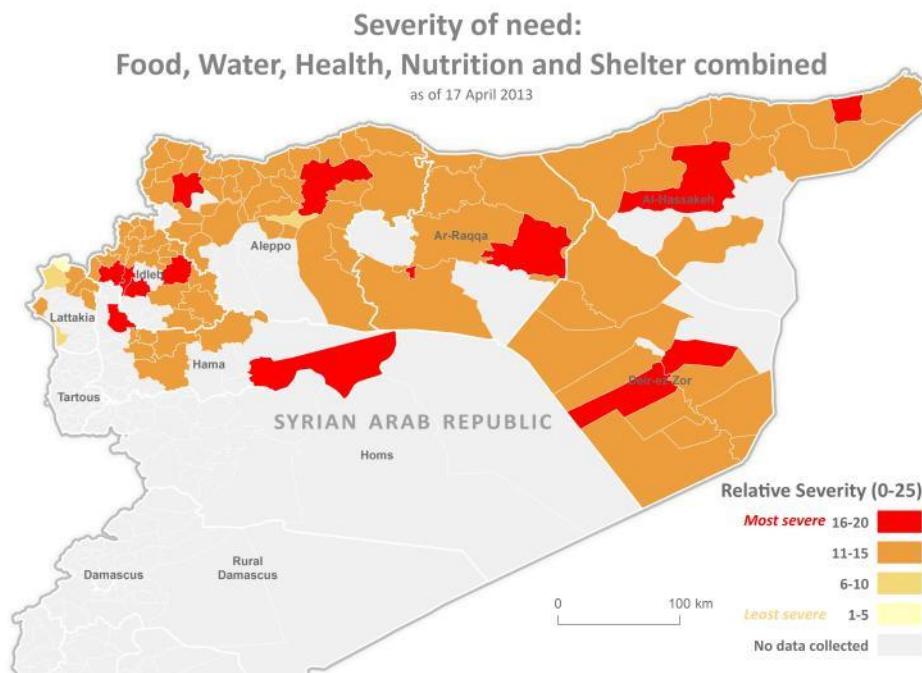 Severity of need:
Food, Water, Health, Nutrition and Shelter combined
as of 17 April 2013
Al-Hassakeh
Ar-Raqqa
Aleppo
Idleb
Lattakia
Hama
Deir-ez-Zor
Tartous
SYRIAN ARAB REPUBLIC
Homs
Damascus
Rural
Damascus
0 100 km
Relative Severity (0-25)
Most severe 16-20
11-15
6-10
Least severe 1-5
No data collected